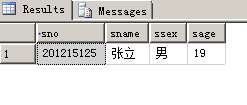 Results Messages
sno sname ssex sage
1 201215125 张立 男 19